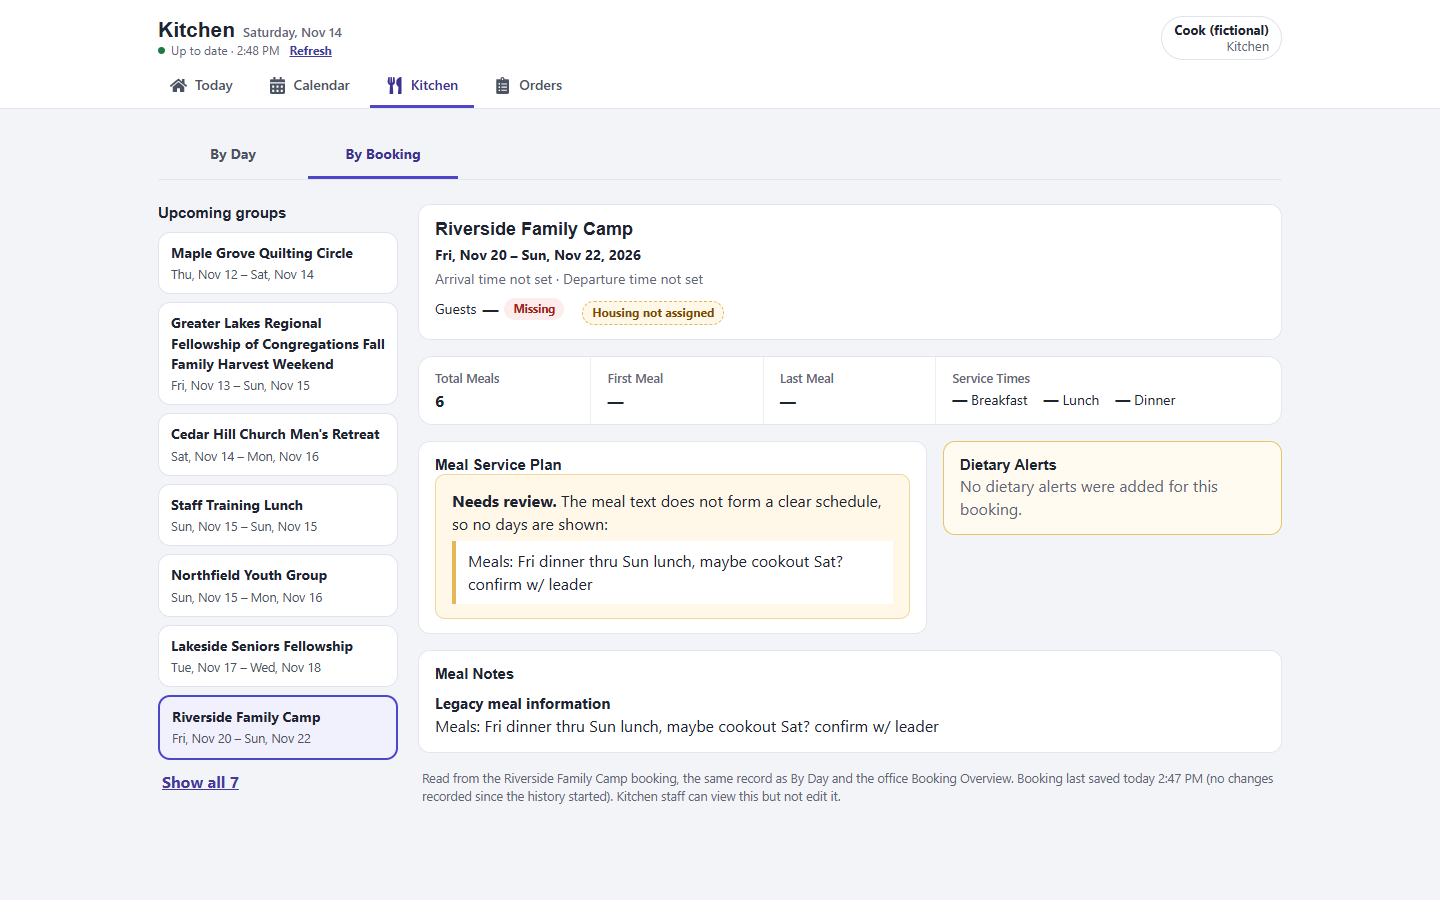 Kitchen Saturday, Nov 14
Up to date · 2:48 PM Refresh
Cook (fictional)
Kitchen
Today Calendar Kitchen Orders
By Day By Booking
Upcoming groups
Maple Grove Quilting Circle
Thu, Nov 12 – Sat, Nov 14
Greater Lakes Regional
Fellowship of Congregations Fall
Family Harvest Weekend
Fri, Nov 13 – Sun, Nov 15
Cedar Hill Church Men's Retreat
Sat, Nov 14 – Mon, Nov 16
Staff Training Lunch
Sun, Nov 15 – Sun, Nov 15
Northfield Youth Group
Sun, Nov 15 – Mon, Nov 16
Lakeside Seniors Fellowship
Tue, Nov 17 – Wed, Nov 18
Riverside Family Camp
Fri, Nov 20 – Sun, Nov 22
Show all 7
Riverside Family Camp
Fri, Nov 20 – Sun, Nov 22, 2026
Arrival time not set · Departure time not set
Guests — Missing Housing not assigned
Total Meals
6
First Meal
—
Last Meal
—
Service Times
— Breakfast — Lunch — Dinner
Meal Service Plan
Needs review. The meal text does not form a clear schedule,
so no days are shown:
Meals: Fri dinner thru Sun lunch, maybe cookout Sat?
confirm w/ leader
Dietary Alerts
No dietary alerts were added for this
booking.
Meal Notes
Legacy meal information
Meals: Fri dinner thru Sun lunch, maybe cookout Sat? confirm w/ leader
Read from the Riverside Family Camp booking, the same record as By Day and the office Booking Overview. Booking last saved today 2:47 PM (no changes
recorded since the history started). Kitchen staff can view this but not edit it.